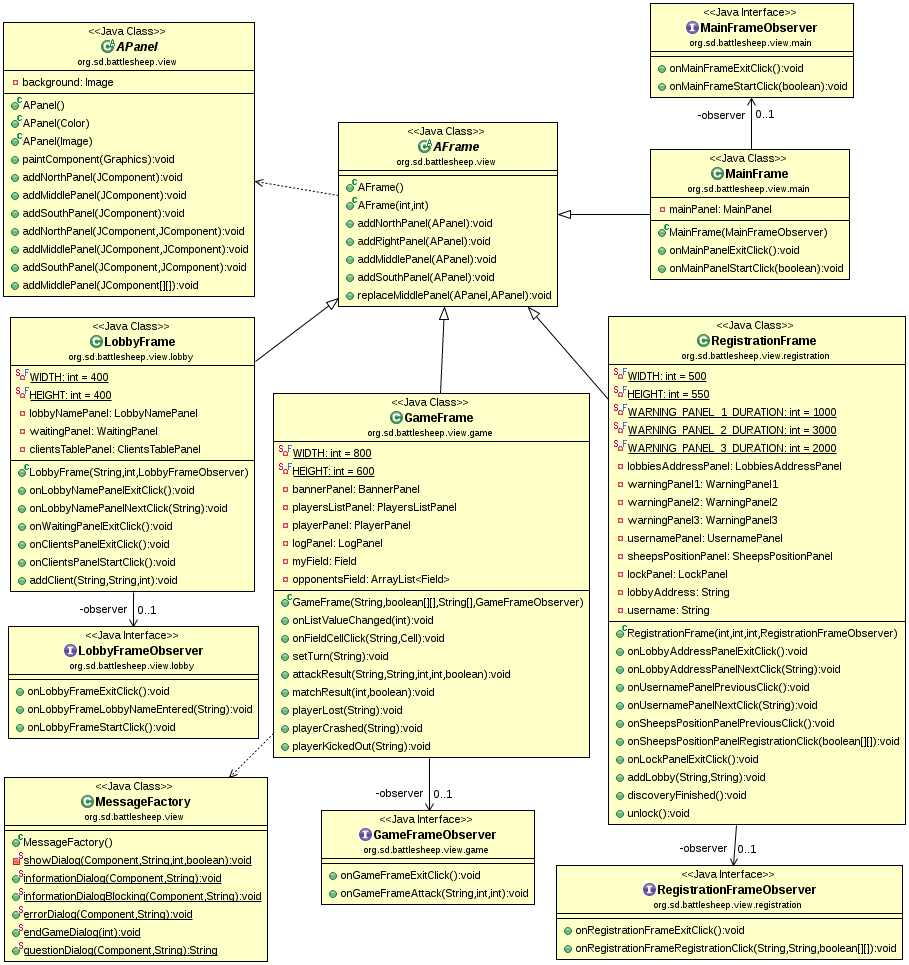 <<Java Class>>
APanel
org.sd.battlesheep.view
background: Image
APanel()
APanel(Color)
APanel(Image)
paintComponent(Graphics):void
addNorthPanel(JComponent):void
addMiddlePanel(JComponent):void
addSouthPanel(JComponent):void
addNorthPanel(JComponent,JComponent):void
addMiddlePanel(JComponent,JComponent):void
addSouthPanel(JComponent,JComponent):void
addMiddlePanel(JComponent[][]):void
<<Java Class>>
AFrame
org.sd.battlesheep.view
AFrame()
AFrame(int,int)
addNorthPanel(APanel):void
addRightPanel(APanel):void
addMiddlePanel(APanel):void
addSouthPanel(APanel):void
replaceMiddlePanel(APanel,APanel):void
<<Java Interface>>
MainFrameObserver
org.sd.battlesheep.view.main
onMainFrameExitClick():void
onMainFrameStartClick(boolean):void
-observer 0..1
<<Java Class>>
MainFrame
org.sd.battlesheep.view.main
mainPanel: MainPanel
MainFrame(MainFrameObserver)
onMainPanelExitClick():void
onMainPanelStartClick(boolean):void
<<Java Class>>
LobbyFrame
org.sd.battlesheep.view.lobby
WIDTH: int = 400
HEIGHT: int = 400
lobbyNamePanel: LobbyNamePanel
waitingPanel: WaitingPanel
clientsTablePanel: ClientsTablePanel
LobbyFrame(String,int,LobbyFrameObserver)
onLobbyNamePanelExitClick():void
onLobbyNamePanelNextClick(String):void
onWaitingPanelExitClick():void
onClientsPanelExitClick():void
onClientsPanelStartClick():void
addClient(String,String,int):void
-observer 0..1
<<Java Interface>>
LobbyFrameObserver
org.sd.battlesheep.view.lobby
onLobbyFrameExitClick():void
onLobbyFrameLobbyNameEntered(String):void
onLobbyFrameStartClick():void
<<Java Class>>
MessageFactory
org.sd.battlesheep.view
MessageFactory()
showDialog(Component,String,int,boolean):void
informationDialog(Component,String):void
informationDialogBlocking(Component,String):void
errorDialog(Component,String):void
endGameDialog(int):void
questionDialog(Component,String):String
<<Java Class>>
GameFrame
org.sd.battlesheep.view.game
WIDTH: int = 800
HEIGHT: int = 600
bannerPanel: BannerPanel
playersListPanel: PlayersListPanel
playerPanel: PlayerPanel
logPanel: LogPanel
myField: Field
opponentsField: ArrayList<Field>
GameFrame(String,boolean[][],String[],GameFrameObserver)
onListValueChanged(int):void
onFieldCellClick(String,Cell):void
setTurn(String):void
attackResult(String,String,int,int,boolean):void
matchResult(int,boolean):void
playerLost(String):void
playerCrashed(String):void
playerKickedOut(String):void
-observer 0..1
<<Java Interface>>
GameFrameObserver
org.sd.battlesheep.view.game
onGameFrameExitClick():void
onGameFrameAttack(String,int,int):void
<<Java Class>>
RegistrationFrame
org.sd.battlesheep.view.registration
WIDTH: int = 500
HEIGHT: int = 550
WARNING_PANEL_1_DURATION: int = 1000
WARNING_PANEL_2_DURATION: int = 3000
WARNING_PANEL_3_DURATION: int = 2000
lobbiesAddressPanel: LobbiesAddressPanel
warningPanel1: WarningPanel1
warningPanel2: WarningPanel2
warningPanel3: WarningPanel3
usernamePanel: UsernamePanel
sheepsPositionPanel: SheepsPositionPanel
lockPanel: LockPanel
lobbyAddress: String
username: String
RegistrationFrame(int,int,int,RegistrationFrameObserver)
onLobbyAddressPanelExitClick():void
onLobbyAddressPanelNextClick(String):void
onUsernamePanelPreviousClick():void
onUsernamePanelNextClick(String):void
onSheepsPositionPanelPreviousClick():void
onSheepsPositionPanelRegistrationClick(boolean[][]):void
onLockPanelExitClick():void
addLobby(String,String):void
discoveryFinished():void
unlock():void
-observer 0..1
<<Java Interface>>
RegistrationFrameObserver
org.sd.battlesheep.view.registration
onRegistrationFrameExitClick():void
onRegistrationFrameRegistrationClick(String,String,boolean[][]):void